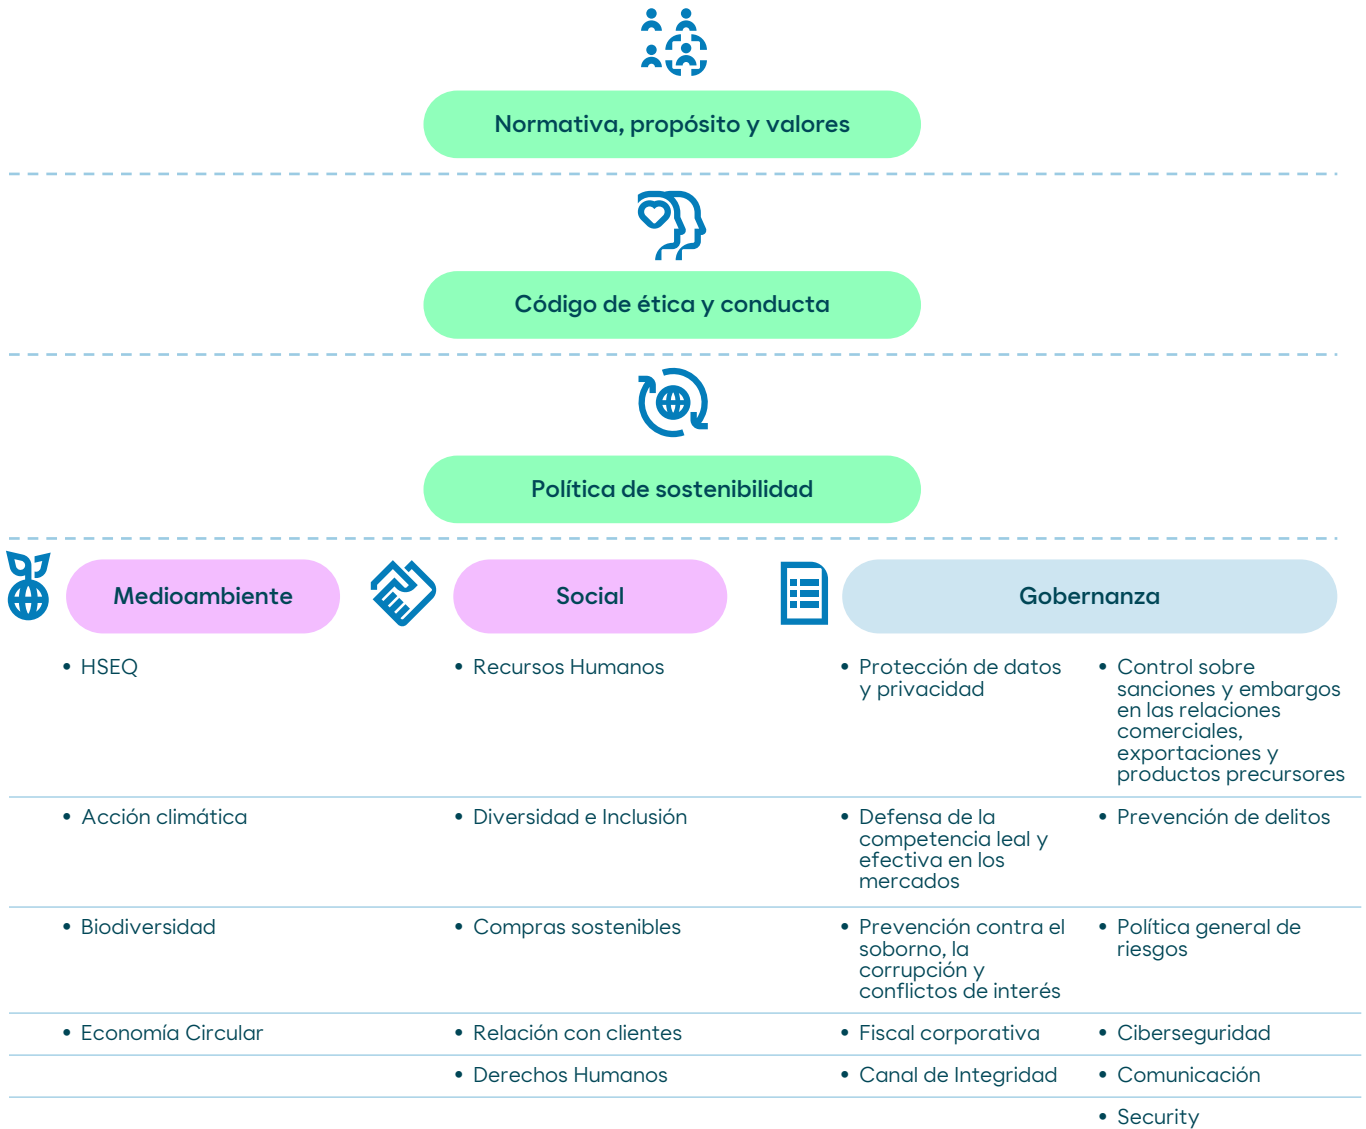 Normativa, propósito y valores
Código de ética y conducta
Política de sostenibilidad
Medioambiente
Social
Gobernanza
• HSEQ
• Recursos Humanos
• Protección de datos
y privacidad
• Control sobre
sanciones y embargos
en las relaciones
comerciales,
exportaciones y
productos precursores
• Acción climática
• Diversidad e Inclusión
• Defensa de la
competencia leal y
efectiva en los
mercados
• Prevención de delitos
• Biodiversidad
• Compras sostenibles
• Prevención contra el
soborno, la
corrupción y
conflictos de interés
• Política general de
riesgos
• Economía Circular
• Relación con clientes
• Fiscal corporativa
• Ciberseguridad
• Derechos Humanos
• Canal de Integridad
• Comunicación
• Security